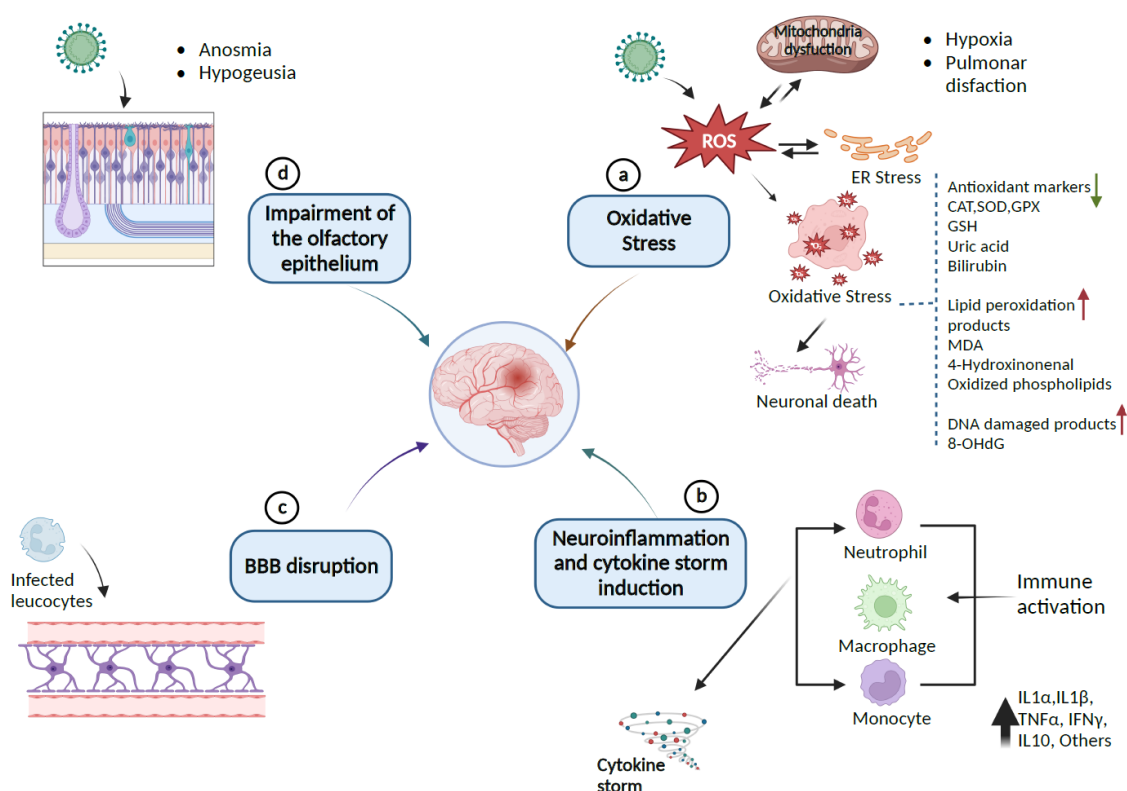 • Anosmia
• Hypogeusia
d
Impairment of
the olfactory
epithelium
Mitochondria
dysfuction
• Hypoxia
• Pulmonar
disfaction
ROS
ER Stress
a
Oxidative
Stress
Oxidative Stress
Neuronal death
Antioxidant markers
CAT,SOD,GPX
GSH
Uric acid
Bilirubin
Lipid peroxidation
products
MDA
4-Hydroxinonenal
Oxidized phospholipids
DNA damaged products
8-OHdG
c
BBB disruption
Infected
leucocytes
b
Neuroinflammation
and cytokine storm
induction
Neutrophil
Macrophage
Monocyte
Immune
activation
IL1α,IL1β,
TNFα, IFNγ,
IL10, Others
Cytokine
storm